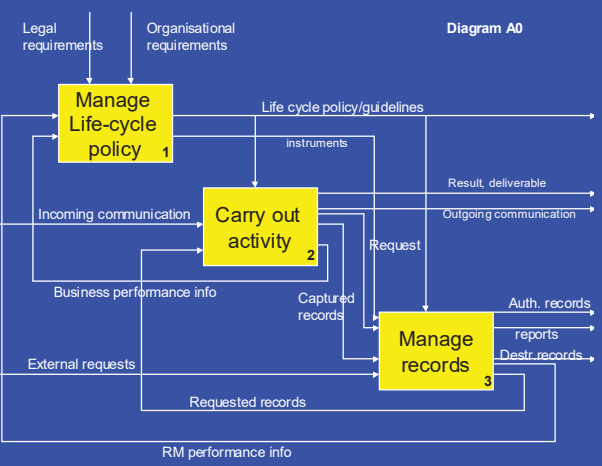 Legal
requirements
Organisational
requirements
Diagram A0
Manage
Life-cycle
policy
1
Life cycle policy/guidelines
instruments
Result, deliverable
Outgoing communication
Incoming communication
Carry out
activity
2
Request
Business performance info
Captured
records
Auth. records
reports
Destr.records
Manage
records
3
External requests
Requested records
RM performance info